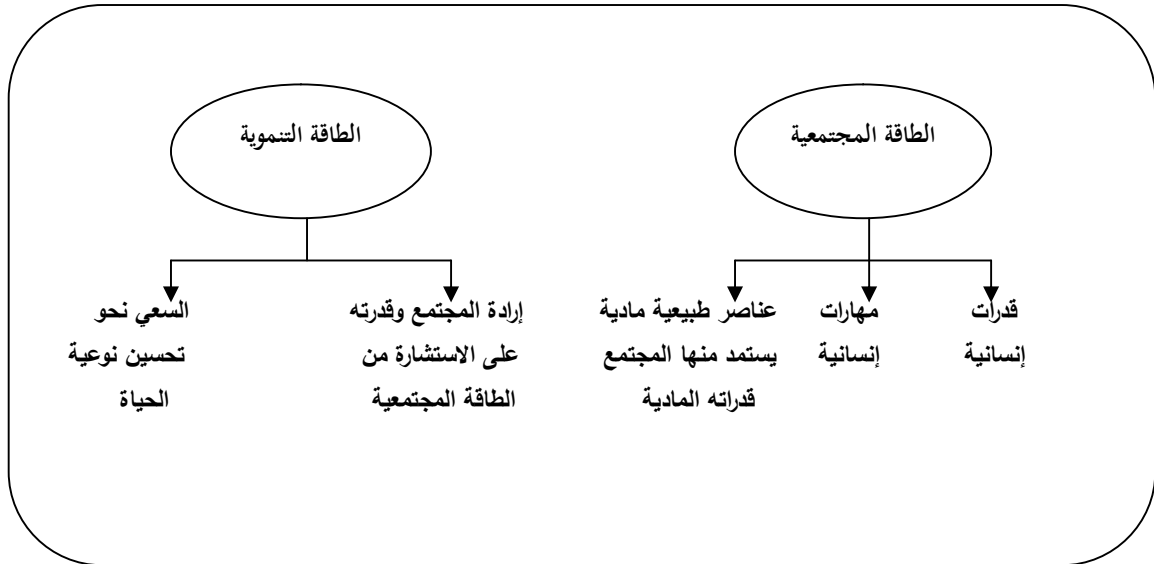 الطاقة المجتمعية
الطاقة التنموية
قدرات
إنسانية
مهارات
إنسانية
عناصر طبيعية مادية
يستمد منها المجتمع
قدراته المادية
إرادة المجتمع وقدرته
على الاستشارة من
الطاقة المجتمعية
السعي نحو
تحسين نوعية
الحياة